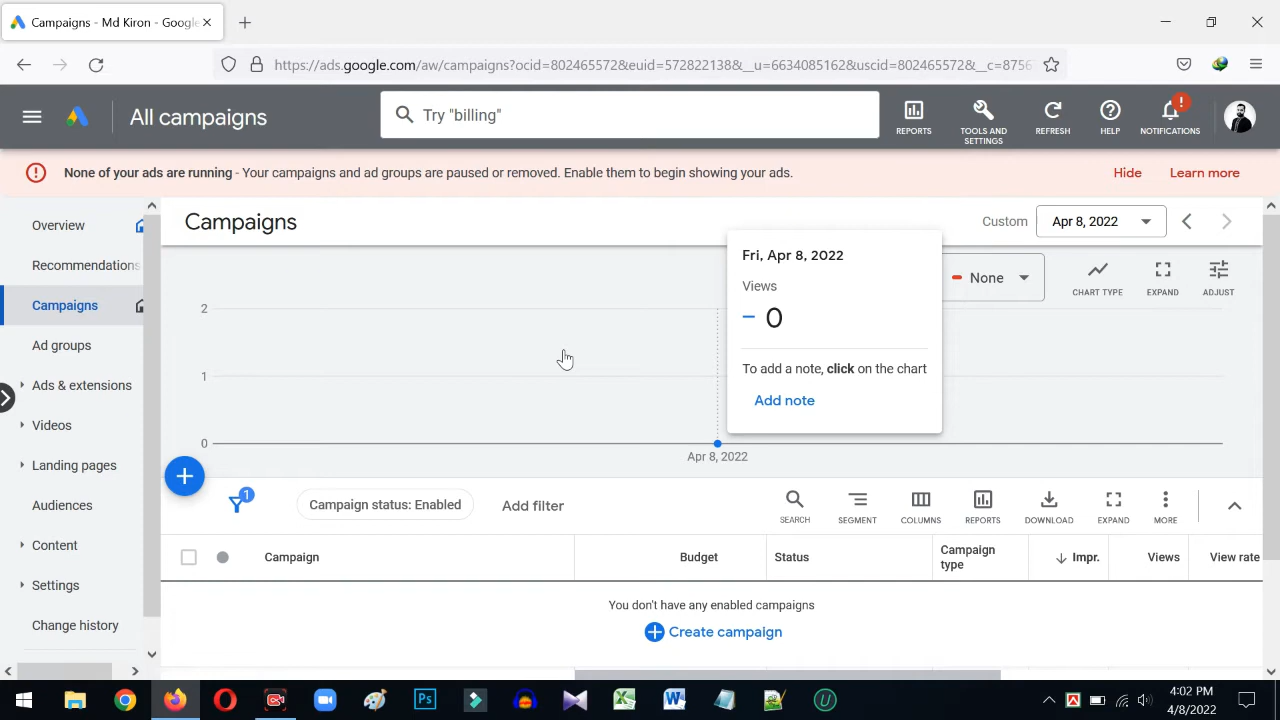 Campaigns - Md Kiron - Google
https://ads.google.com/aw/campaigns?ocid=802465572&euid=572822138&__u=6634085162&uscid=802465572&__c=8756
All campaigns
Try "billing"
REPORTS
TOOLS AND
SETTINGS
REFRESH
HELP
!
NOTIFICATIONS
None of your ads are running - Your campaigns and ad groups are paused or removed. Enable them to begin showing your ads.
Hide
Learn more
Overview
Recommendations
Campaigns
Ad groups
Ads & extensions
Videos
Landing pages
Audiences
Content
Settings
Change history
Campaigns
Custom
Apr 8, 2022
None
CHART TYPE
EXPAND
ADJUST
Fri, Apr 8, 2022
Views
0
To add a note, click on the chart
Add note
2
1
0
Apr 8, 2022
1
Campaign status: Enabled
Add filter
SEARCH
SEGMENT
COLUMNS
REPORTS
DOWNLOAD
EXPAND
MORE
Campaign
Budget
Status
Campaign
type
Impr.
Views
View rate
You don't have any enabled campaigns
Create campaign
Ps
4:02 PM
4/8/2022